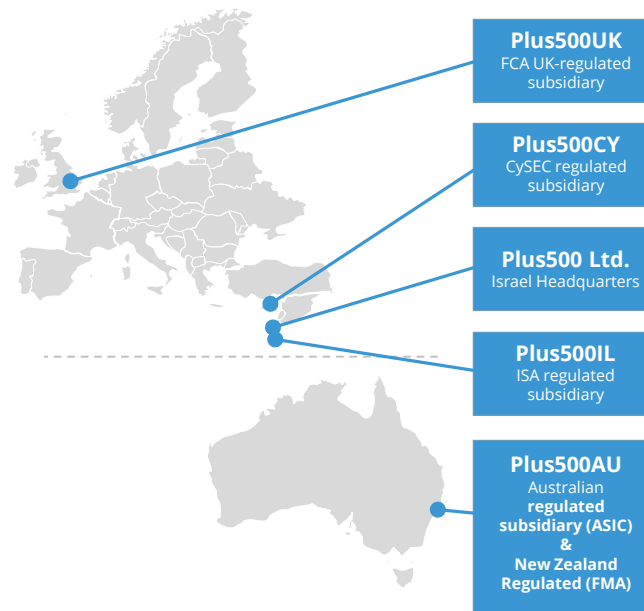 Plus500UK
FCA UK-regulated
subsidiary
Plus500CY
CySEC regulated
subsidiary
Plus500 Ltd.
Israel Headquarters
Plus500IL
ISA regulated
subsidiary
Plus500AU
Australian
regulated
subsidiary (ASIC)
&
New Zealand
Regulated (FMA)